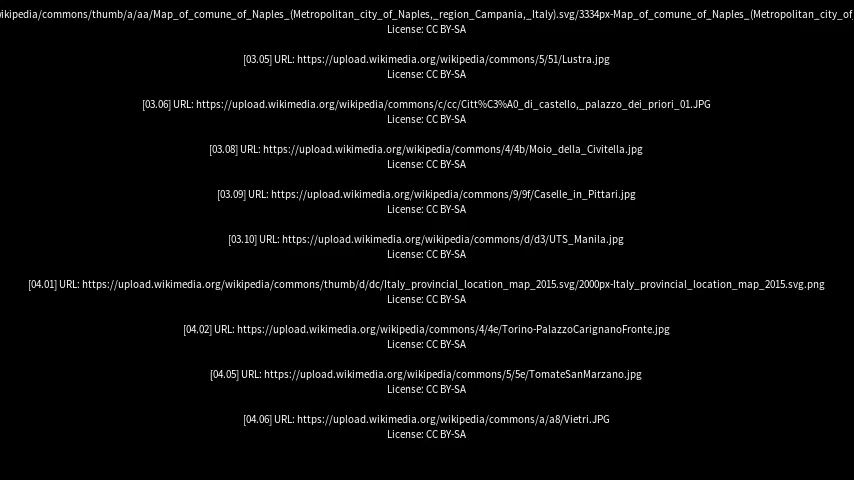 wikipedia/commons/thumb/a/aa/Map_of_comune_of_Naples_(Metropolitan_city_of_Naples,_region_Campania,_Italy).svg/3334px-Map_of_comune_of_Naples_(Metropolitan_city_of_
License: CC BY-SA
[03.05] URL: https://upload.wikimedia.org/wikipedia/commons/5/51/Lustra.jpg
License: CC BY-SA
[03.06] URL: https://upload.wikimedia.org/wikipedia/commons/c/cc/Citt%C3%A0_di_castello,_palazzo_dei_priori_01.JPG
License: CC BY-SA
[03.08] URL: https://upload.wikimedia.org/wikipedia/commons/4/4b/Moio_della_Civitella.jpg
License: CC BY-SA
[03.09] URL: https://upload.wikimedia.org/wikipedia/commons/9/9f/Caselle_in_Pittari.jpg
License: CC BY-SA
[03.10] URL: https://upload.wikimedia.org/wikipedia/commons/d/d3/UTS_Manila.jpg
License: CC BY-SA
[04.01] URL: https://upload.wikimedia.org/wikipedia/commons/thumb/d/dc/Italy_provincial_location_map_2015.svg/2000px-Italy_provincial_location_map_2015.svg.png
License: CC BY-SA
[04.02] URL: https://upload.wikimedia.org/wikipedia/commons/4/4e/Torino-PalazzoCarignanoFronte.jpg
License: CC BY-SA
[04.05] URL: https://upload.wikimedia.org/wikipedia/commons/5/5e/TomateSanMarzano.jpg
License: CC BY-SA
[04.06] URL: https://upload.wikimedia.org/wikipedia/commons/a/a8/Vietri.JPG
License: CC BY-SA